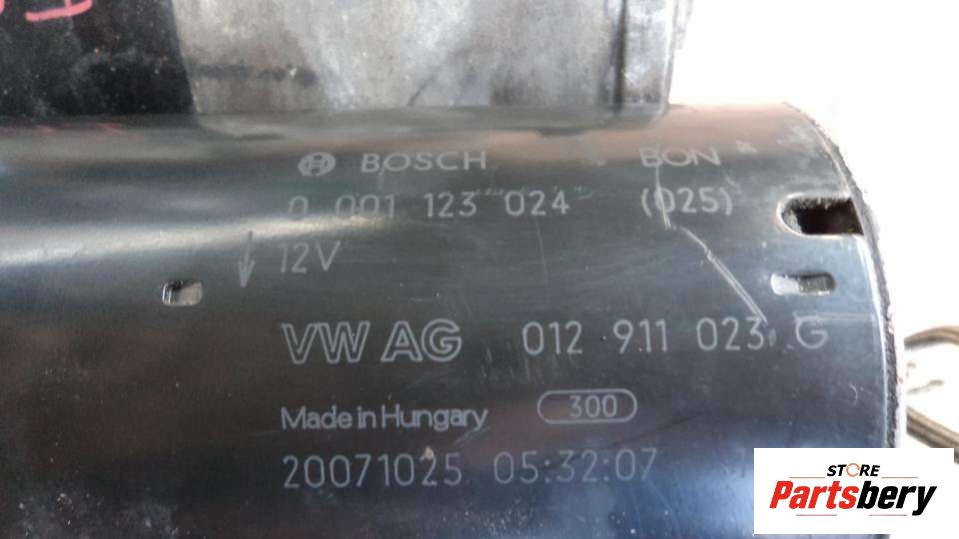 BOSCH BON
0 001 123 024 (025)
12V
VW AG 012 911 023 G
Made in Hungary 300
20071025 05:32:07
STORE
Partsbery